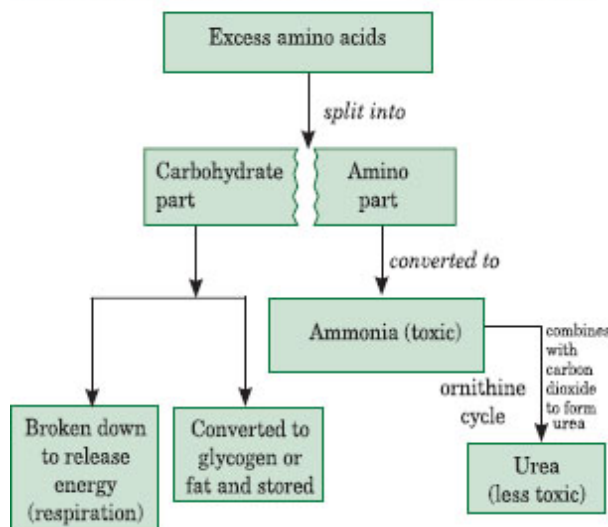 Excess amino acids
split into
Carbohydrate
part
Amino
part
converted to
Ammonia (toxic)
combines
with
carbon
dioxide
to form
urea
ornithine
cycle
Broken down
to release
energy
(respiration)
Converted to
glycogen or
fat and stored
Urea
(less toxic)